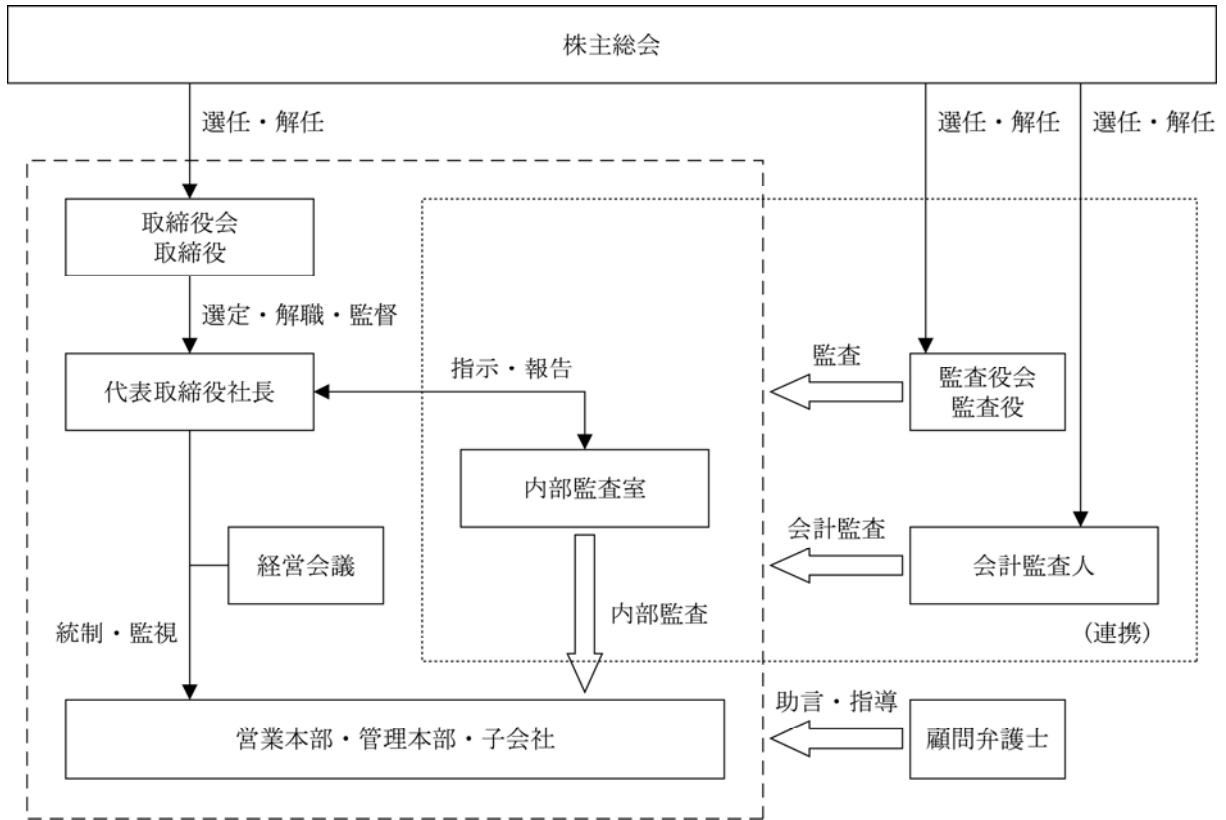 株主総会
選任・解任
選任・解任
選任・解任
取締役会
取締役
選定・解職・監督
代表取締役社長
指示・報告
監査
監査役会
監査役
内部監査室
会計監査
会計監査人
経営会議
統制・監視
内部監査
(連携)
営業本部・管理本部・子会社
助言・指導
顧問弁護士